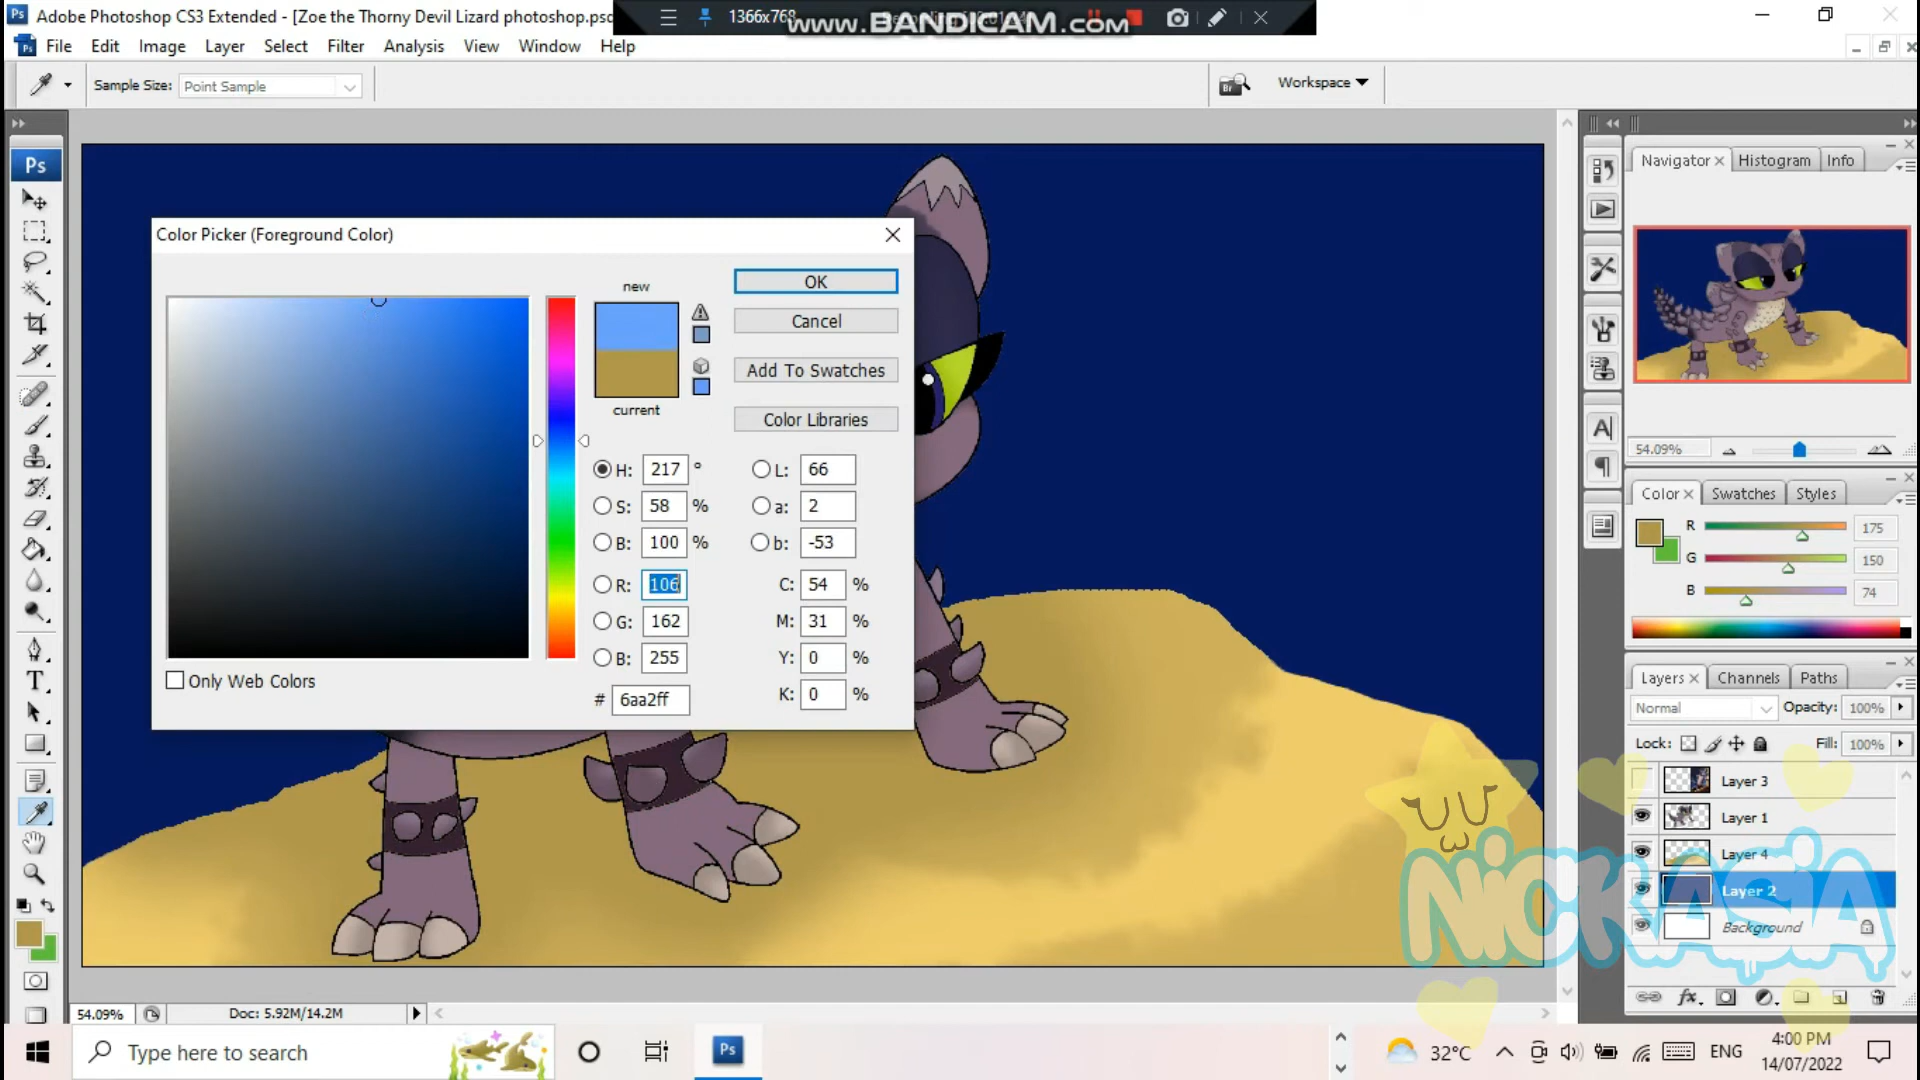 Adobe Photoshop CS3 Extended - [Zoe the Thorny Devil Lizard photoshop.psd
1366x768
www.BANDICAM.com
File Edit Image Layer Select Filter Analysis View Window Help
Sample Size: Point Sample
Br
Workspace
Ps
Navigator Histogram Info
54.09%
Color Swatches Styles
R 175
G 150
B 74
Layers Channels Paths
Normal Opacity: 100%
Lock: Fill: 100%
Layer 3
Layer 1
Layer 4
Layer 2
Background
Color Picker (Foreground Color)
new
current
OK
Cancel
Add To Swatches
Color Libraries
H: 217 °
S: 58 %
B: 100 %
R: 106
G: 162
B: 255
# 6aa2ff
L: 66
a: 2
b: -53
C: 54 %
M: 31 %
Y: 0 %
K: 0 %
Only Web Colors
NickASIA
54.09% Doc: 5.92M/14.2M
Type here to search
Ps
32°C
ENG
4:00 PM
14/07/2022